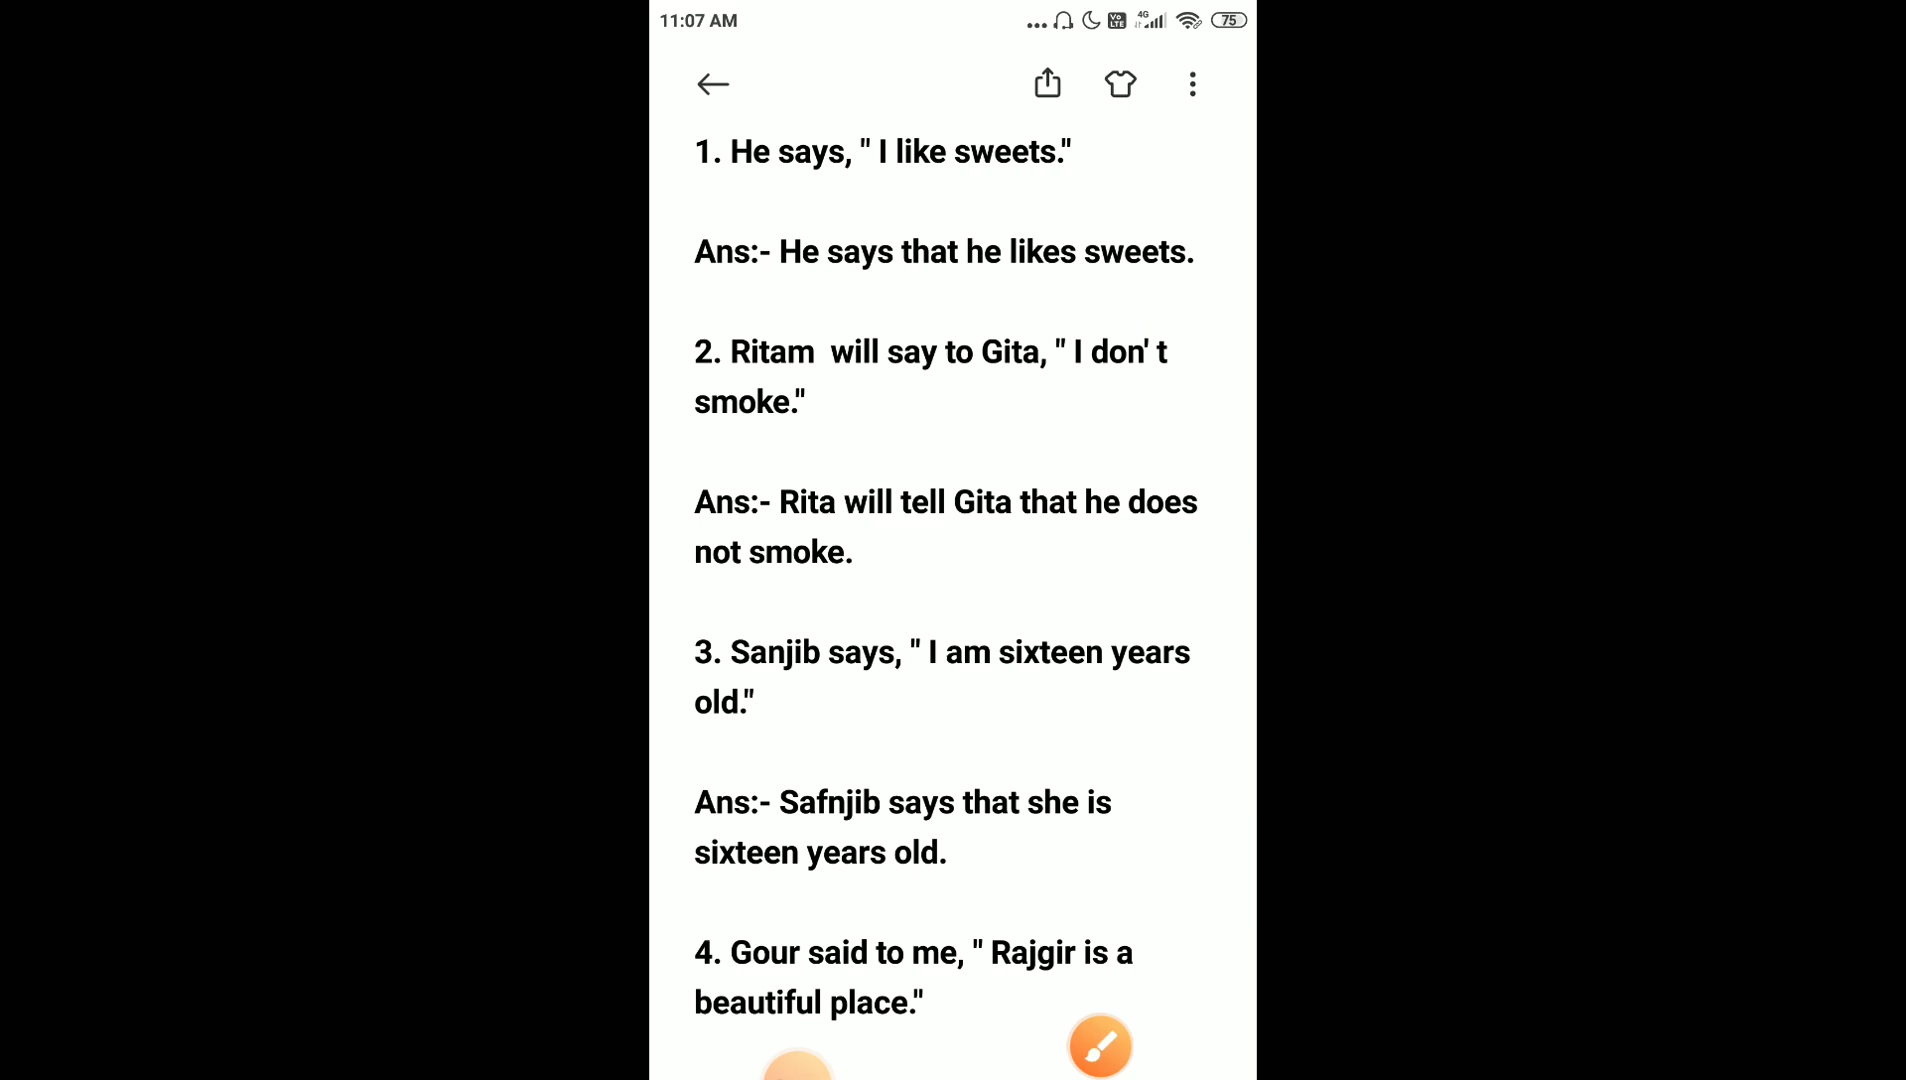 11:07 AM
... Vo LTE 4G 75
1. He says, " I like sweets."
Ans:- He says that he likes sweets.
2. Ritam  will say to Gita, " I don' t
smoke."
Ans:- Rita will tell Gita that he does
not smoke.
3. Sanjib says, " I am sixteen years
old."
Ans:- Safnjib says that she is
sixteen years old.
4. Gour said to me, " Rajgir is a
beautiful place."